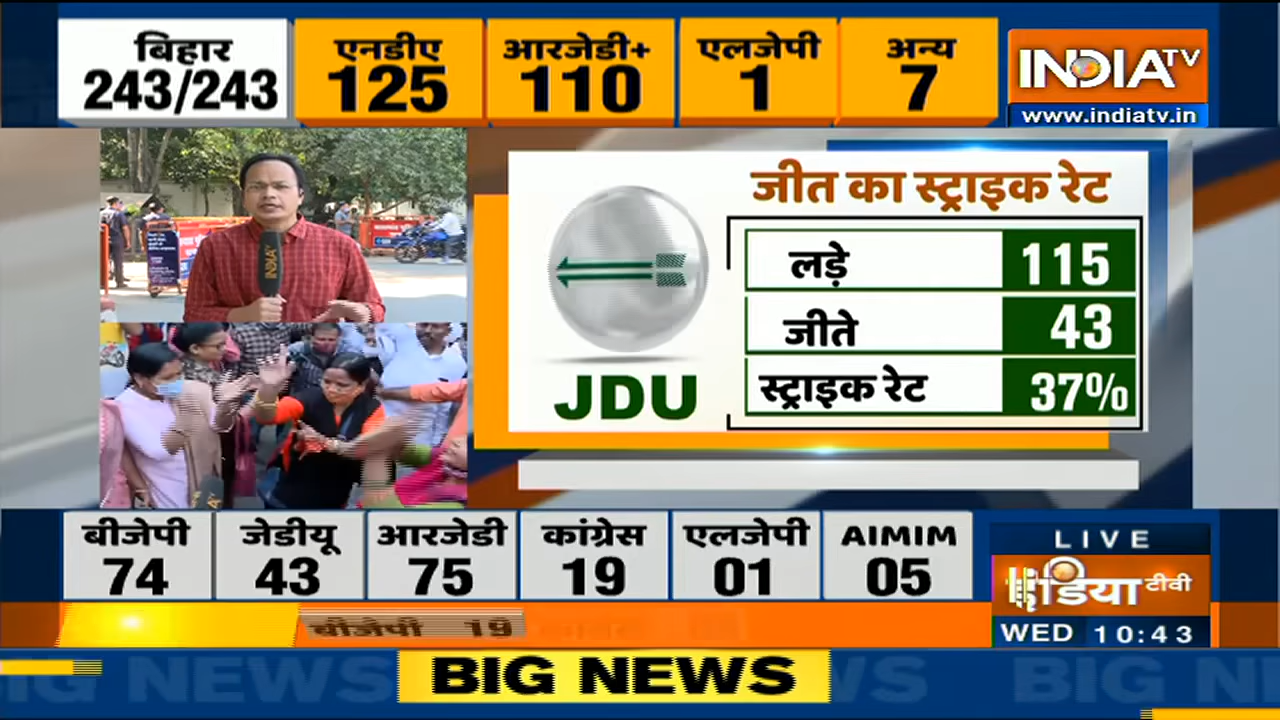 बिहार
243/243
एनडीए
125
आरजेडी+
110
एलजेपी
1
अन्य
7
INDIA TV
www.indiatv.in
INDIA
जीत का स्ट्राइक रेट
लड़े 115
जीते 43
स्ट्राइक रेट 37%
JDU
बीजेपी
74
जेडीयू
43
आरजेडी
75
कांग्रेस
19
एलजेपी
01
AIMIM
05
LIVE
इंडिया टीवी
WED 10:43
बीजेपी 19
BIG NEWS